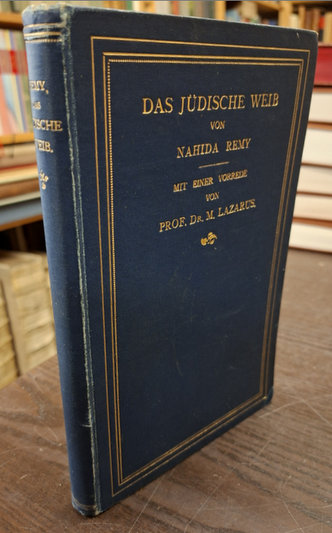 DAS JÜDISCHE WEIB
VON
NAHIDA REMY
MIT EINER VORREDE
VON
PROF. DR. M. LAZARUS.
REMY,
DAS
JÜDISCHE
WEIB.